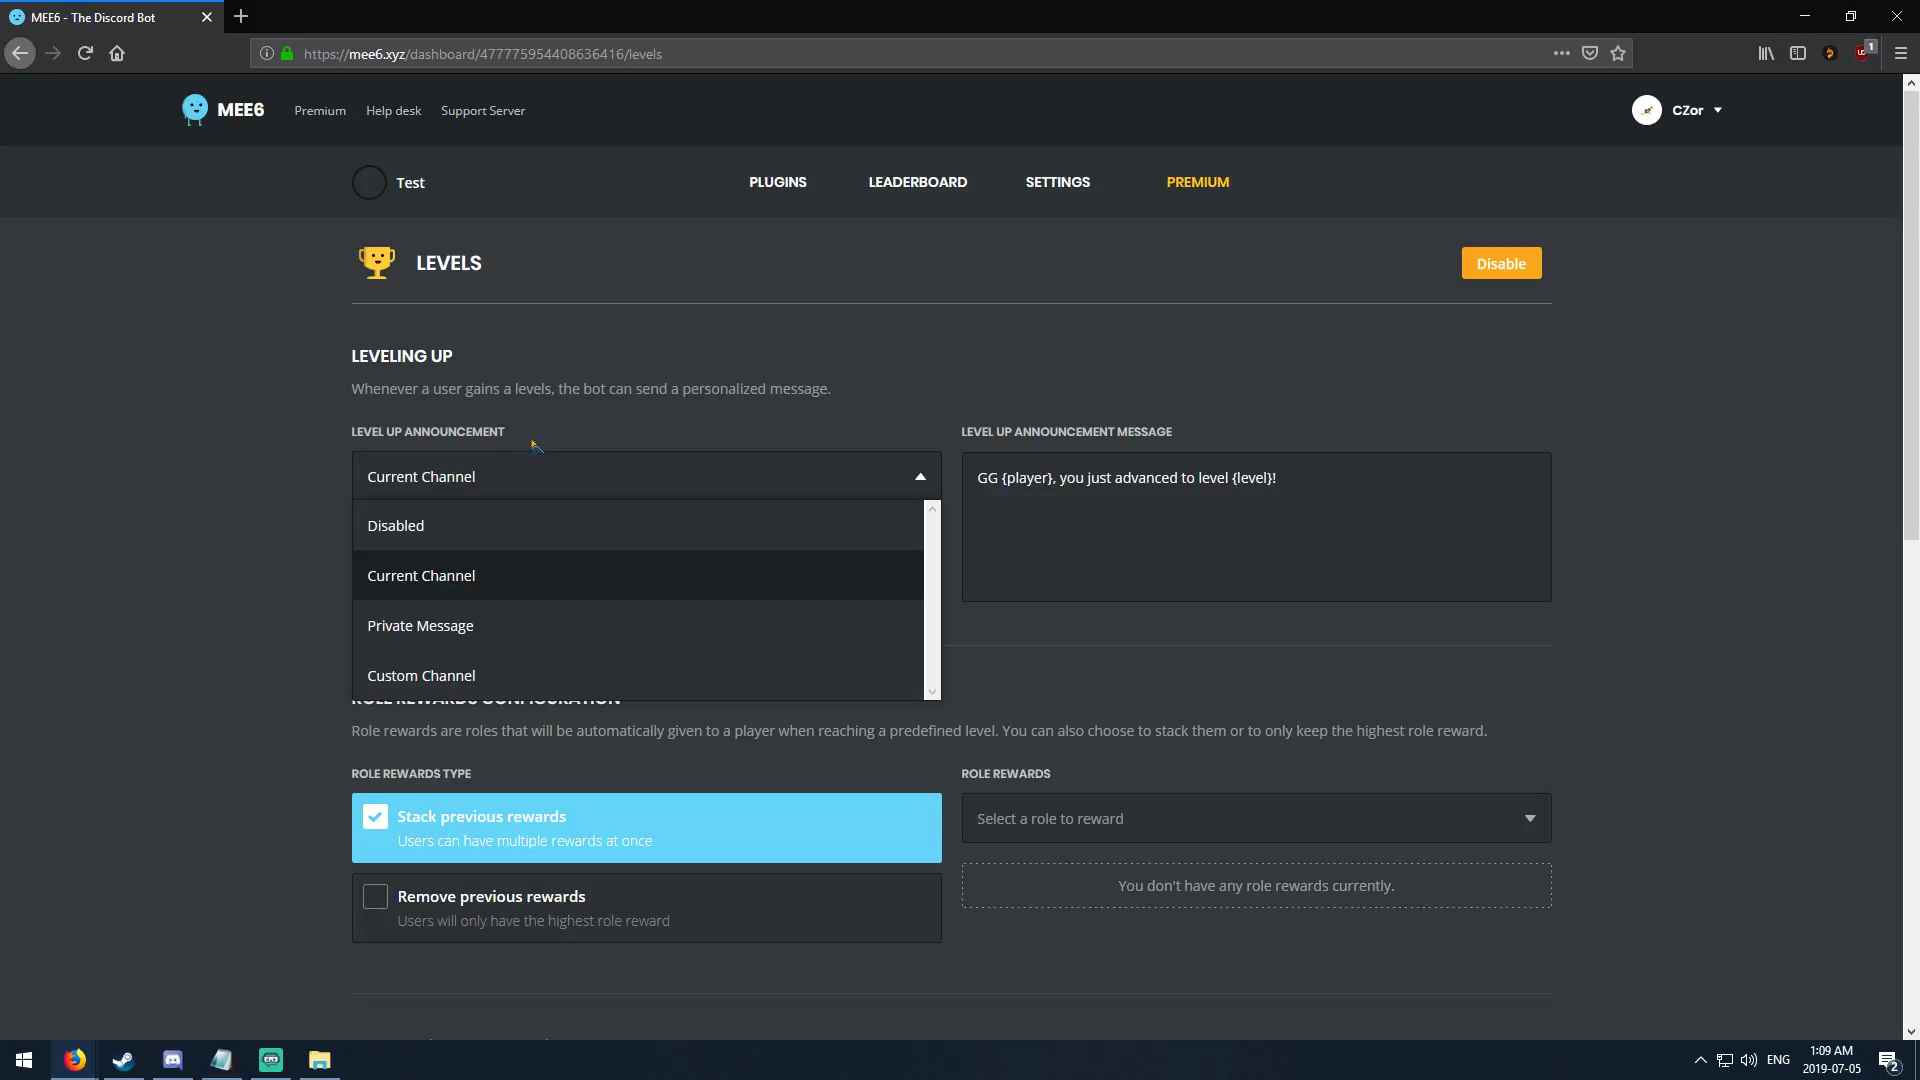 MEE6 - The Discord Bot
https://mee6.xyz/dashboard/477775954408636416/levels
1
MEE6
Premium
Help desk
Support Server
CZor
Test
PLUGINS
LEADERBOARD
SETTINGS
PREMIUM
LEVELS
Disable
LEVELING UP
Whenever a user gains a levels, the bot can send a personalized message.
LEVEL UP ANNOUNCEMENT
Current Channel
Disabled
Current Channel
Private Message
Custom Channel
LEVEL UP ANNOUNCEMENT MESSAGE
GG {player}, you just advanced to level {level}!
ROLE REWARDS CONFIGURATION
Role rewards are roles that will be automatically given to a player when reaching a predefined level. You can also choose to stack them or to only keep the highest role reward.
ROLE REWARDS TYPE
Stack previous rewards
Users can have multiple rewards at once
Remove previous rewards
Users will only have the highest role reward
ROLE REWARDS
Select a role to reward
You don't have any role rewards currently.
ENG
1:09 AM
2019-07-05
2